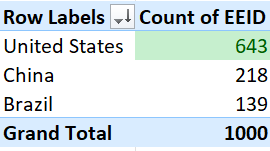 Row Labels Count of EEID
United States 643
China 218
Brazil 139
Grand Total 1000